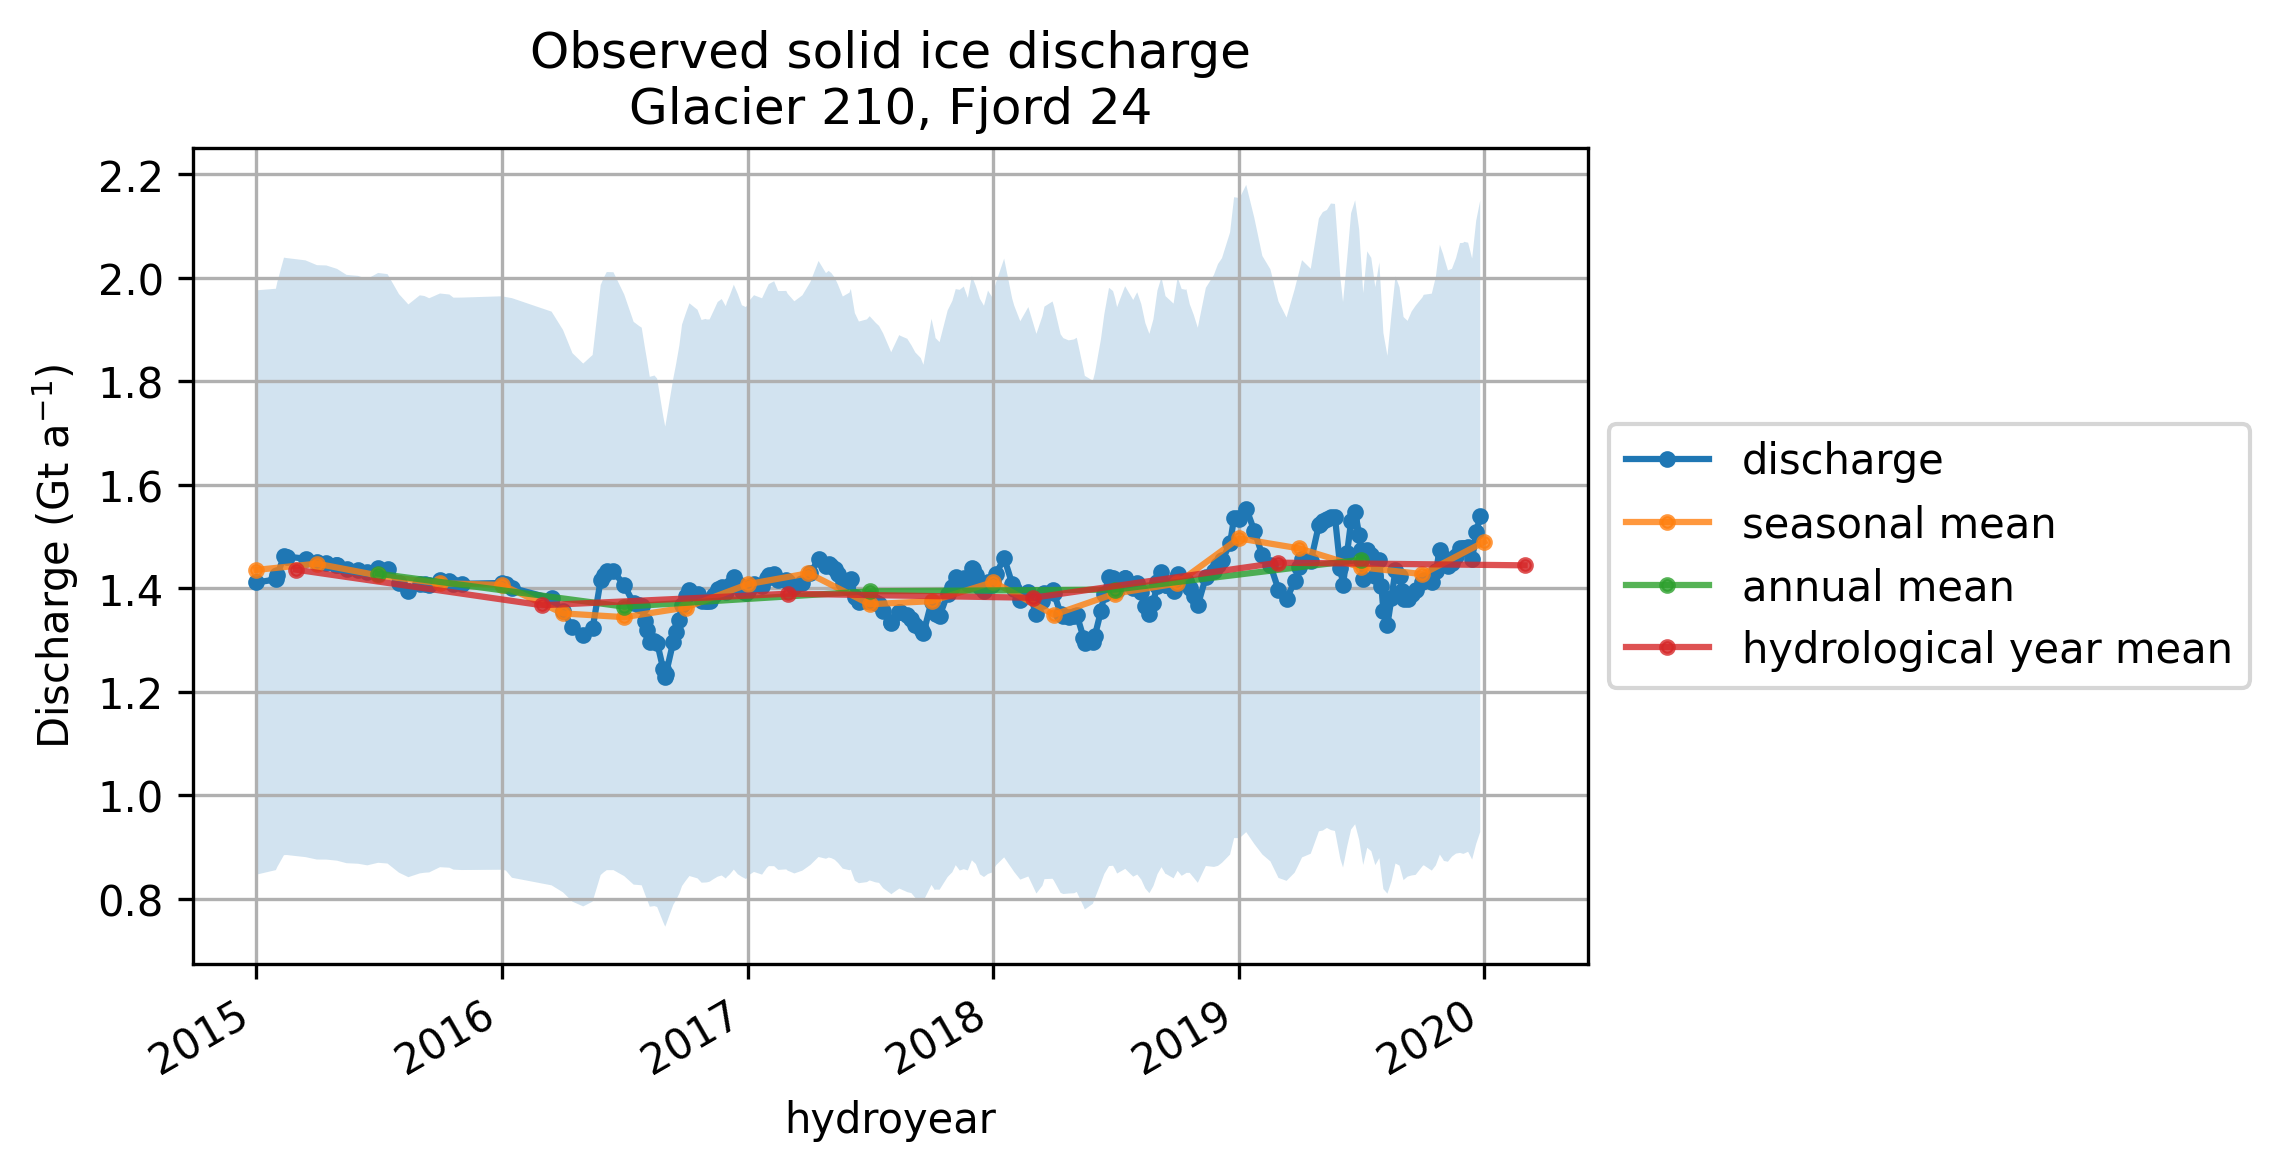 Observed solid ice discharge
Glacier 210, Fjord 24
Discharge (Gt a⁻¹)
2.2
2.0
1.8
1.6
1.4
1.2
1.0
0.8
2015
2016
2017
2018
2019
2020
hydroyear
discharge
seasonal mean
annual mean
hydrological year mean